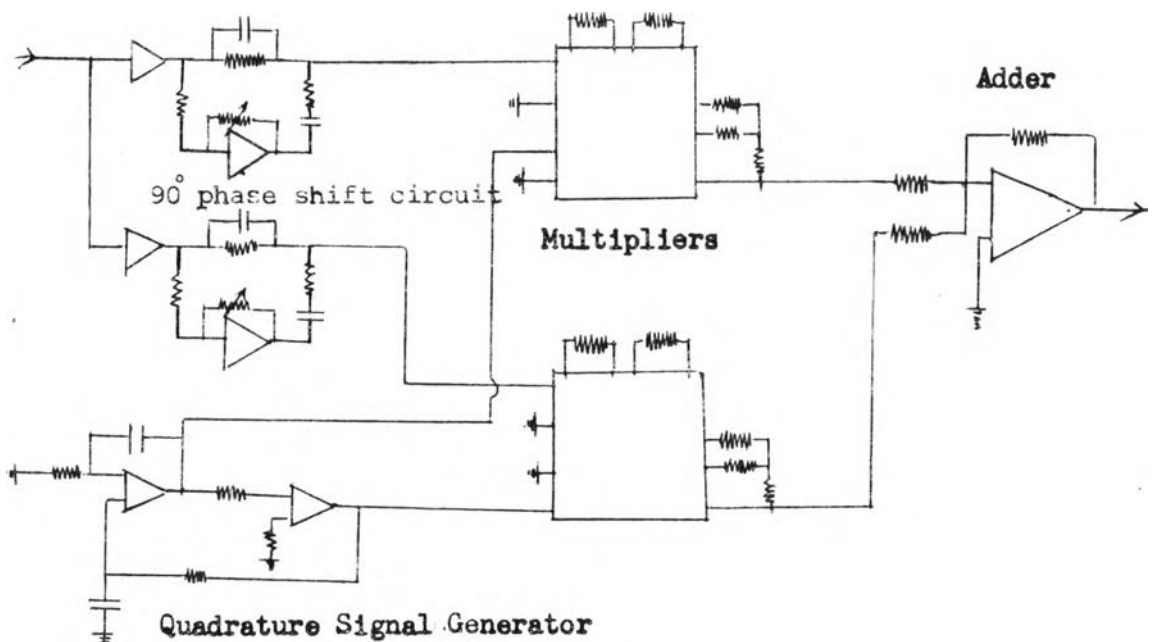 Adder
90° phase shift circuit
Multipliers
Quadrature Signal Generator